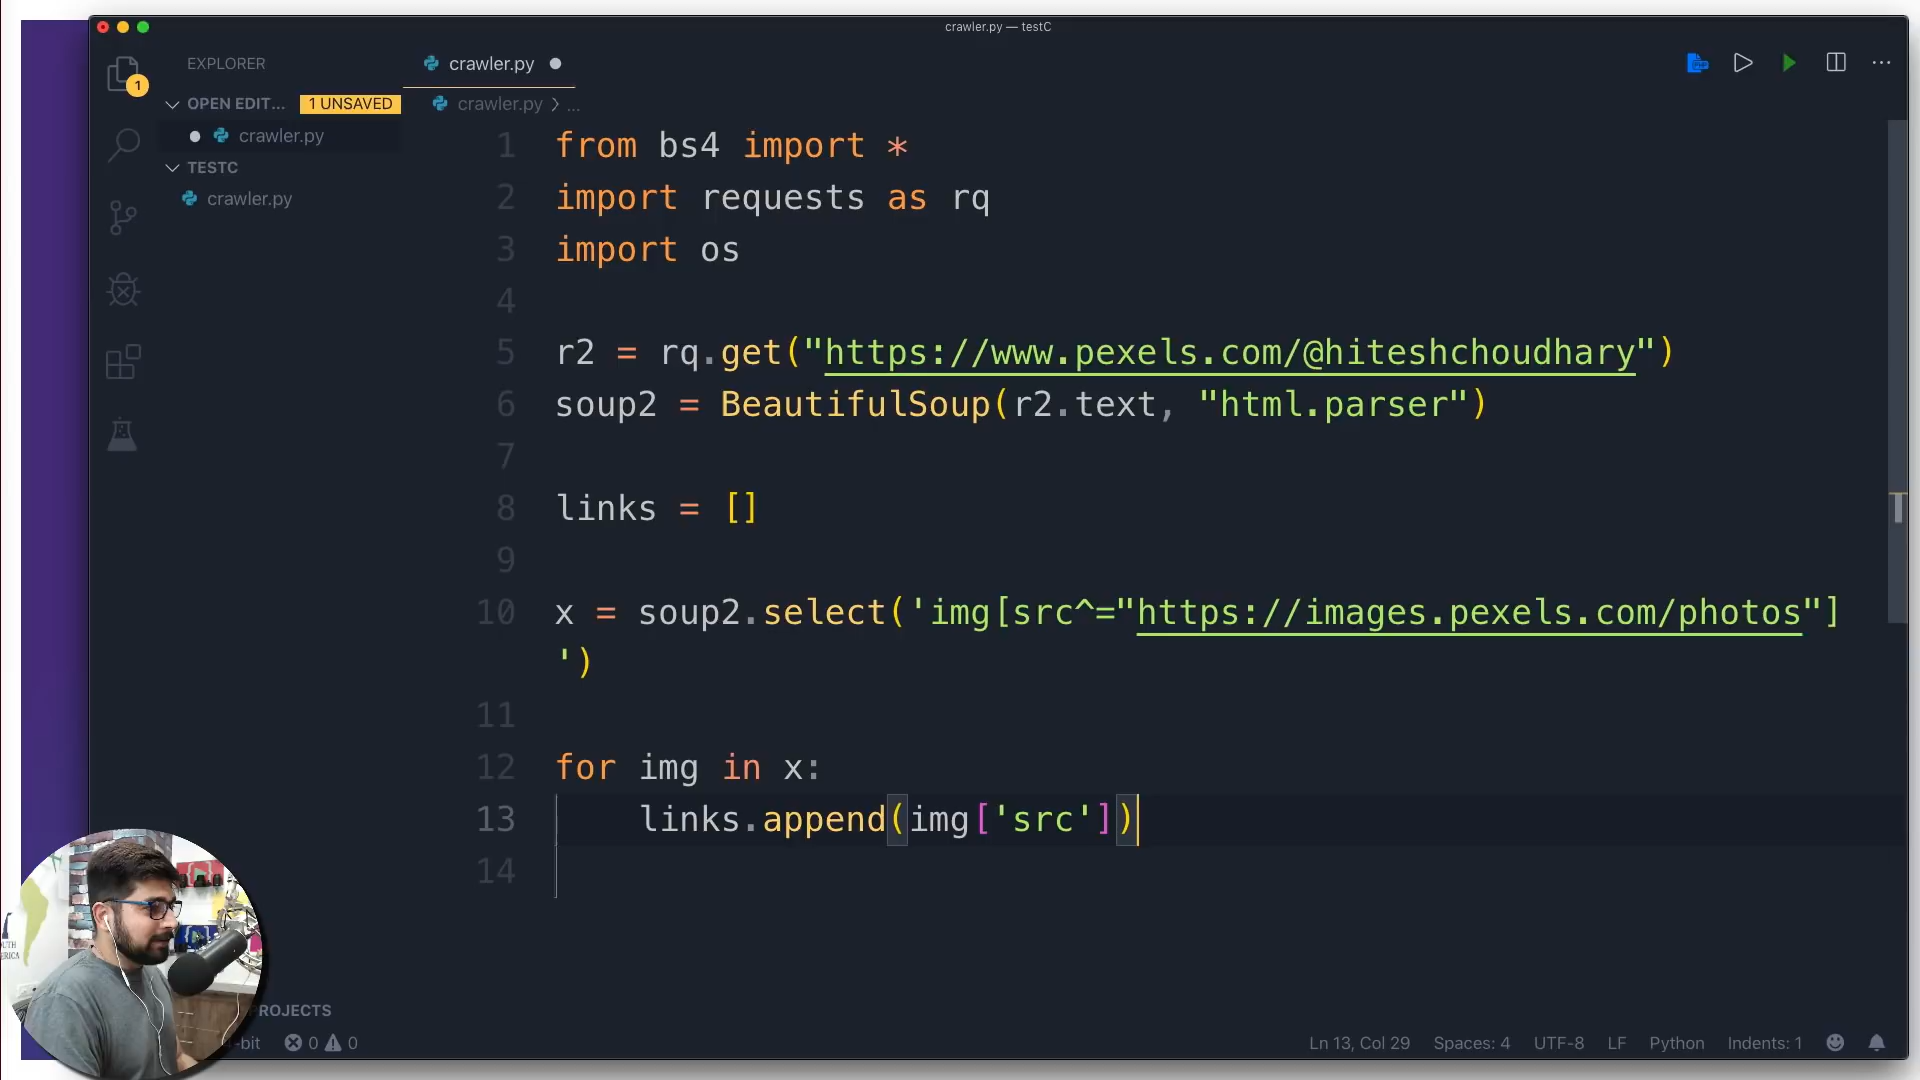 crawler.py — testC
EXPLORER
crawler.py
1
OPEN EDIT... 1 UNSAVED
crawler.py > ...
crawler.py
TESTC
crawler.py
1 from bs4 import *
2 import requests as rq
3 import os
4
5 r2 = rq.get("https://www.pexels.com/@hiteshchoudhary")
6 soup2 = BeautifulSoup(r2.text, "html.parser")
7
8 links = []
9
10 x = soup2.select('img[src^="https://images.pexels.com/photos"]
')
11
12 for img in x:
13 links.append(img['src'])
14
PROJECTS
-bit 0 0
Ln 13, Col 29 Spaces: 4 UTF-8 LF Python Indents: 1